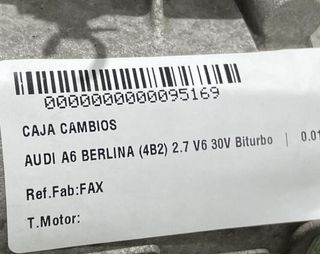 0000000000095169
CAJA CAMBIOS
AUDI A6 BERLINA (4B2) 2.7 V6 30V Biturbo | 0.01
Ref.Fab:FAX
T.Motor: